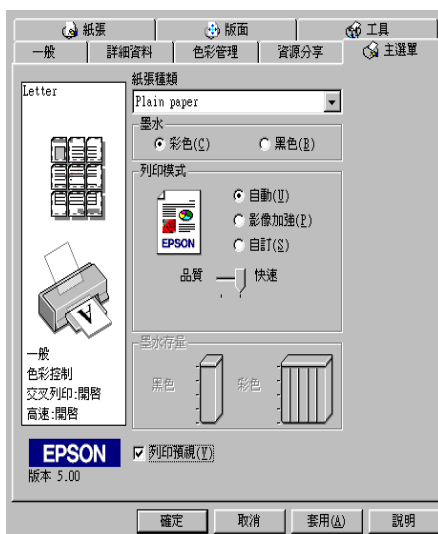 紙張 版面 工具
一般 詳細資料 色彩管理 資源分享 主選單
Letter
紙張種類
Plain paper
墨水
彩色(C) 黑色(B)
列印模式
自動(U)
影像加強(P)
自訂(S)
EPSON
品質 快速
一般
色彩控制
交叉列印:開啓
高速:開啓
墨水存量
黑色 彩色
EPSON
版本 5.00
列印預視(V)
確定 取消 套用(A) 説明